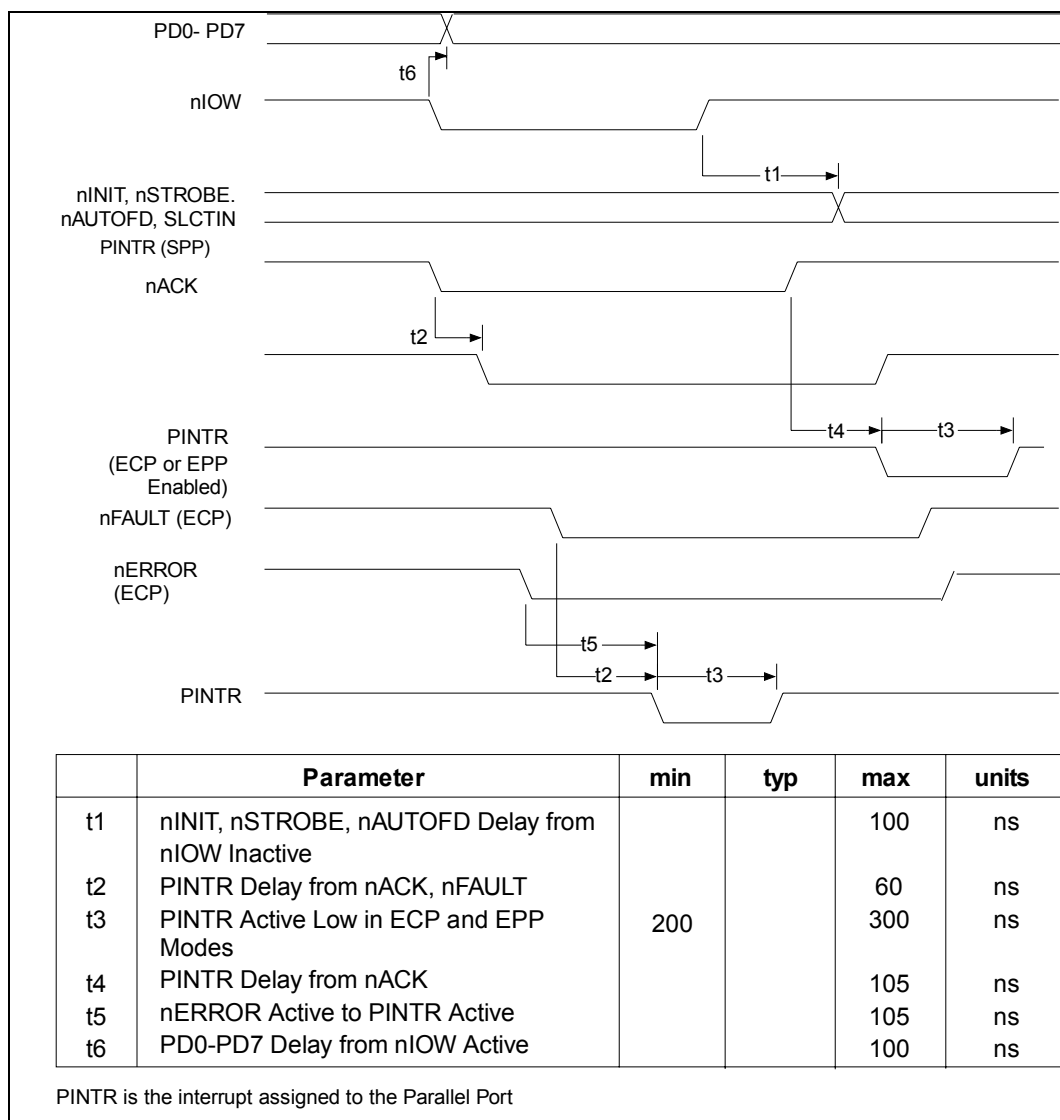 PD0- PD7
t6
nIOW
t1
nINIT, nSTROBE.
nAUTOFD, SLCTIN
PINTR (SPP)
nACK
t2
t4 t3
PINTR
(ECP or EPP
Enabled)
nFAULT (ECP)
nERROR
(ECP)
t5
t2 t3
PINTR
Parameter min typ max units
t1 nINIT, nSTROBE, nAUTOFD Delay from 100 ns
nIOW Inactive
t2 PINTR Delay from nACK, nFAULT 60 ns
t3 PINTR Active Low in ECP and EPP 200 300 ns
Modes
t4 PINTR Delay from nACK 105 ns
t5 nERROR Active to PINTR Active 105 ns
t6 PD0-PD7 Delay from nIOW Active 100 ns
PINTR is the interrupt assigned to the Parallel Port